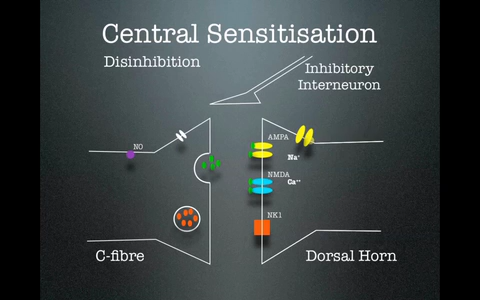 Central Sensitisation
Disinhibition
Inhibitory
Interneuron
AMPA
NO
Na⁺
NMDA
Ca⁺⁺
NK1
C-fibre
Dorsal Horn